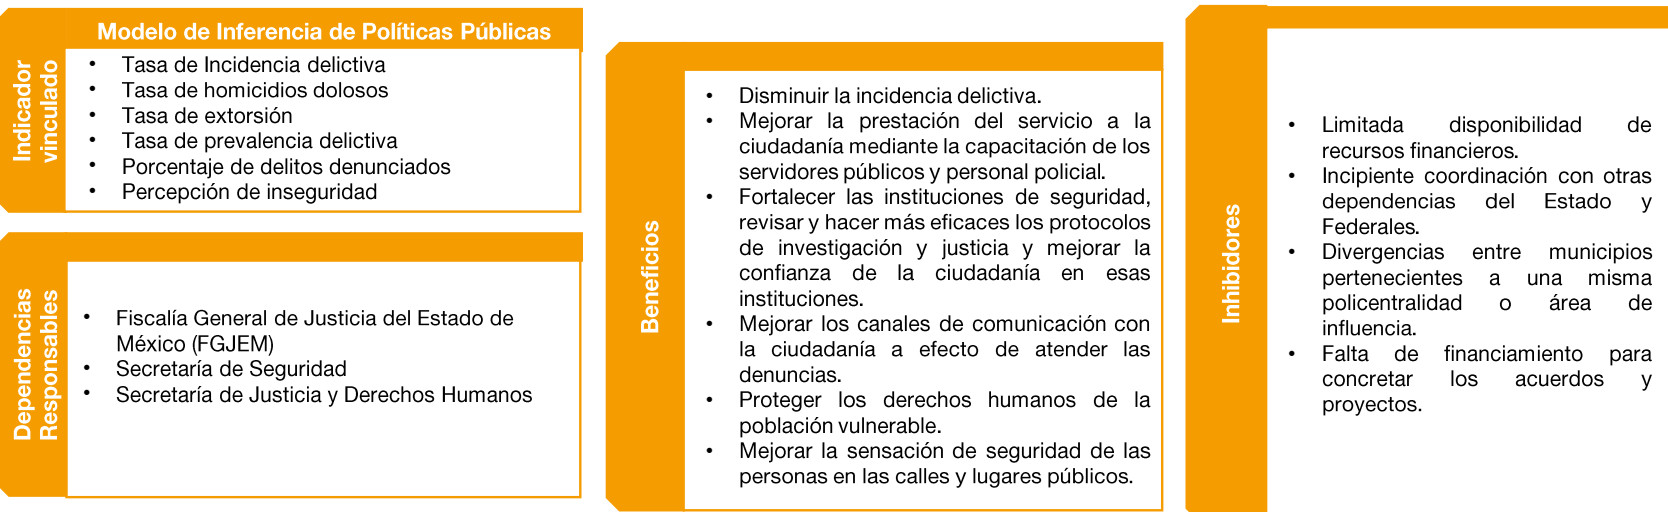 Indicador
vinculado
Modelo de Inferencia de Políticas Públicas
• Tasa de Incidencia delictiva
• Tasa de homicidios dolosos
• Tasa de extorsión
• Tasa de prevalencia delictiva
• Porcentaje de delitos denunciados
• Percepción de inseguridad
Dependencias
Responsables
• Fiscalía General de Justicia del Estado de
México (FGJEM)
• Secretaría de Seguridad
• Secretaría de Justicia y Derechos Humanos
Beneficios
• Disminuir la incidencia delictiva.
• Mejorar la prestación del servicio a la
ciudadanía mediante la capacitación de los
servidores públicos y personal policial.
• Fortalecer las instituciones de seguridad,
revisar y hacer más eficaces los protocolos
de investigación y justicia y mejorar la
confianza de la ciudadanía en esas
instituciones.
• Mejorar los canales de comunicación con
la ciudadanía a efecto de atender las
denuncias.
• Proteger los derechos humanos de la
población vulnerable.
• Mejorar la sensación de seguridad de las
personas en las calles y lugares públicos.
Inhibidores
• Limitada disponibilidad de
recursos financieros.
• Incipiente coordinación con otras
dependencias del Estado y
Federales.
• Divergencias entre municipios
pertenecientes a una misma
policentralidad o área de
influencia.
• Falta de financiamiento para
concretar los acuerdos y
proyectos.